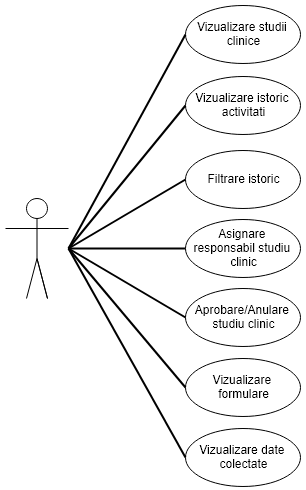 Vizualizare studii
clinice
Vizualizare istoric
activitati
Filtrare istoric
Asignare
responsabil studiu
clinic
Aprobare/Anulare
studiu clinic
Vizualizare
formulare
Vizualizare date
colectate